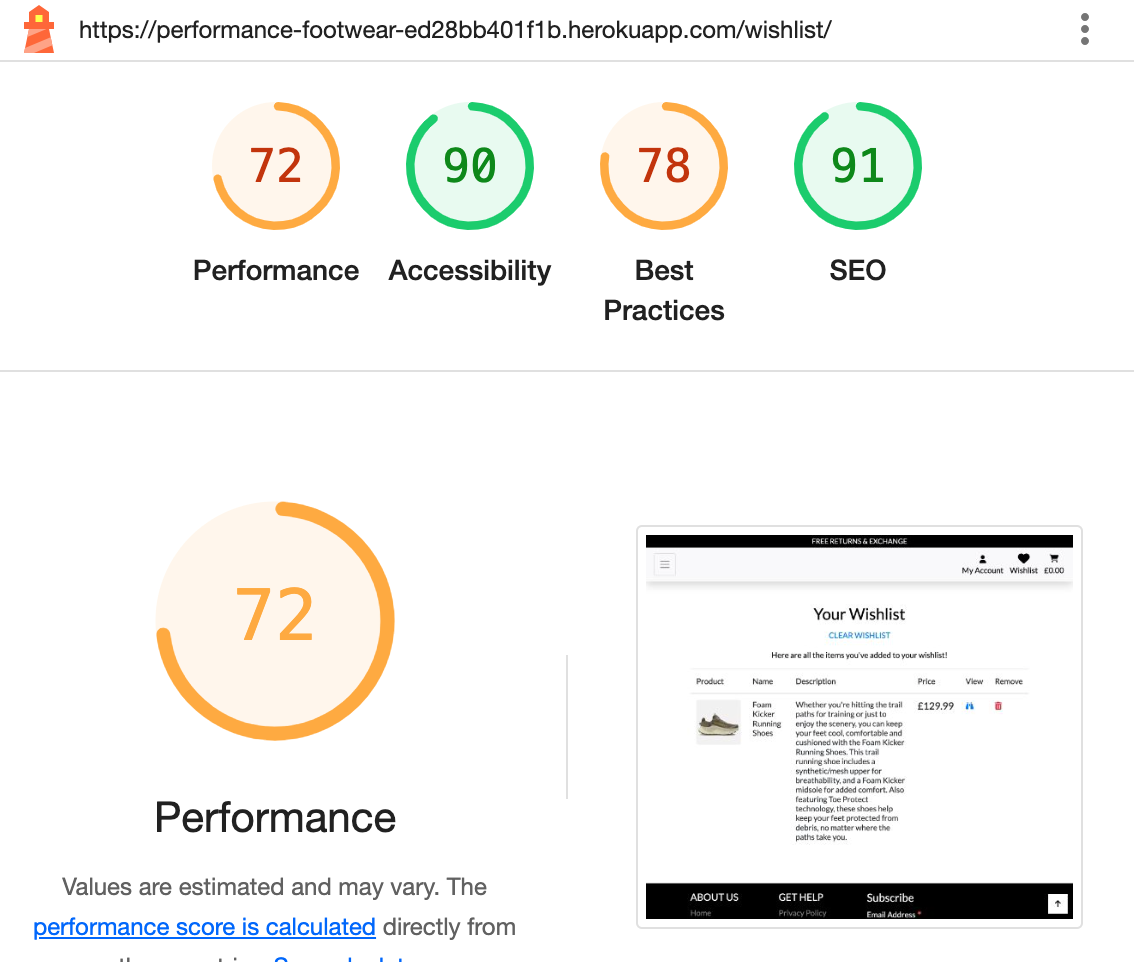 https://performance-footwear-ed28bb401f1b.herokuapp.com/wishlist/
72 90 78 91
Performance Accessibility Best Practices SEO
72
Performance
Values are estimated and may vary. The
performance score is calculated directly from
FREE RETURNS & EXCHANGE
My Account Wishlist £0.00
Your Wishlist
CLEAR WISHLIST
Here are all the items you've added to your wishlist!
Product Name Description Price View Remove
Foam
Kicker
Running
Shoes
Whether you're hitting the trail
paths for training or just to
enjoy the scenery, you can keep
your feet cool, comfortable and
cushioned with the Foam Kicker
Running Shoes. This trail
running shoe includes a
synthetic/mesh upper for
breathability, and a Foam Kicker
midsole for added comfort. Also
featuring Toe Protect
technology, these shoes help
keep your feet protected from
debris, no matter where the
paths take you.
£129.99
ABOUT US GET HELP Subscribe
Home Privacy Policy Email Address *